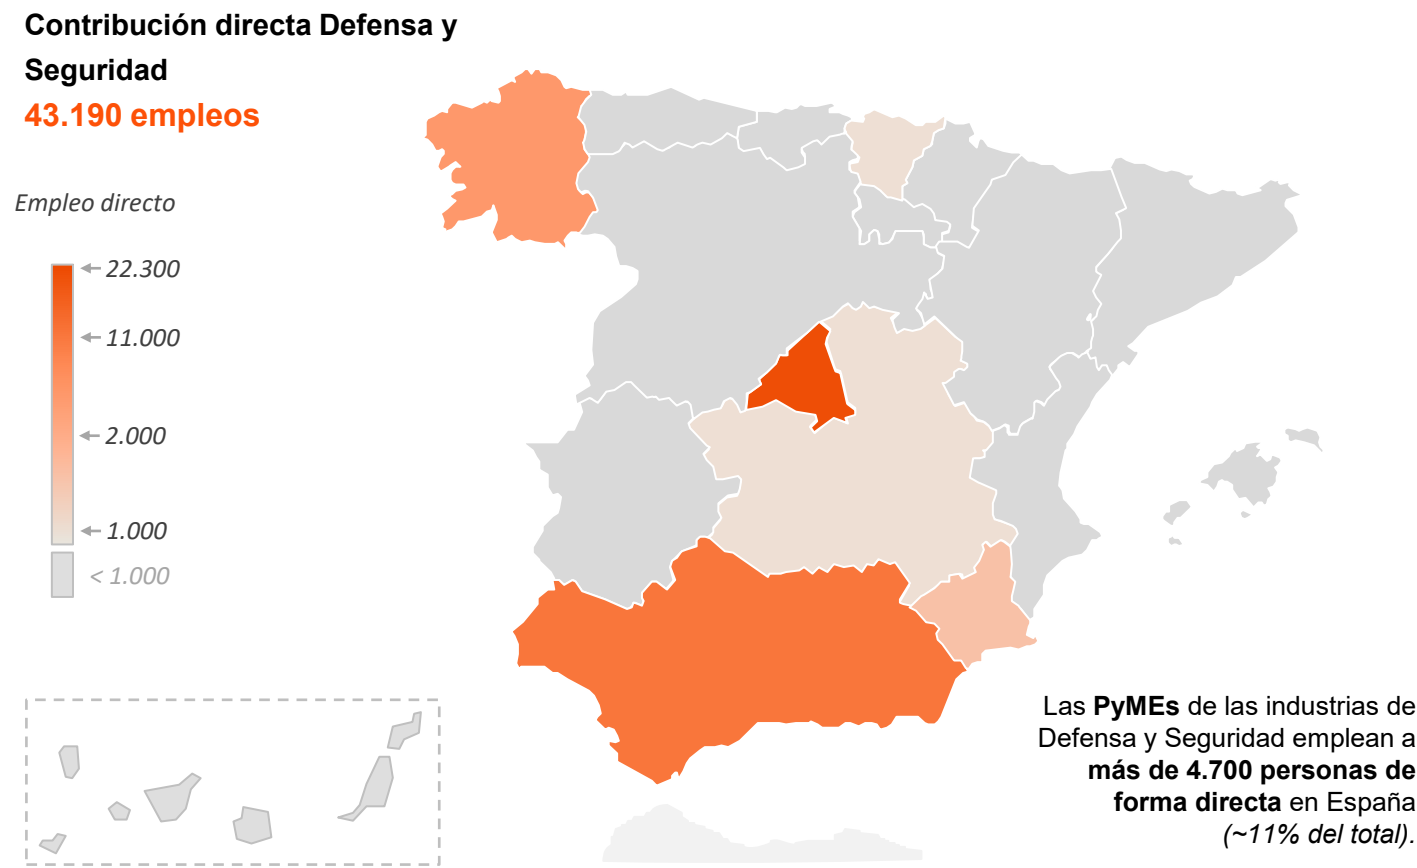 Contribución directa Defensa y
Seguridad
43.190 empleos
Empleo directo
22.300
11.000
2.000
1.000
< 1.000
Las PyMEs de las industrias de
Defensa y Seguridad emplean a
más de 4.700 personas de
forma directa en España
(~11% del total).